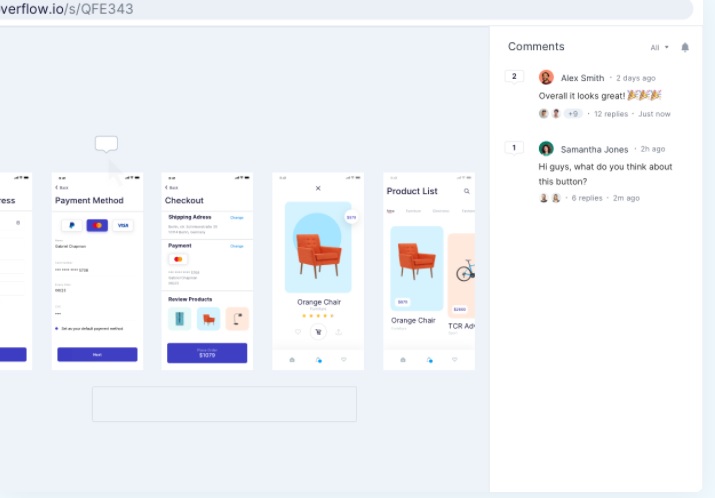 verflow.io/s/QFE343
Comments
All
2
Alex Smith • 2 days ago
Overall it looks great! 🎉🎉🎉
+9 • 12 replies • Just now
1
Samantha Jones • 2h ago
Hi guys, what do you think about
this button?
6 replies • 2m ago
ress
Back
Payment Method
VISA
Gabriel Chapman
Set as your default payment method
Next
Back
Checkout
Shipping Adress
Change
Payment
Change
Review Products
$1079
$879
Orange Chair
Product List
$879
Orange Chair
TCR Adv